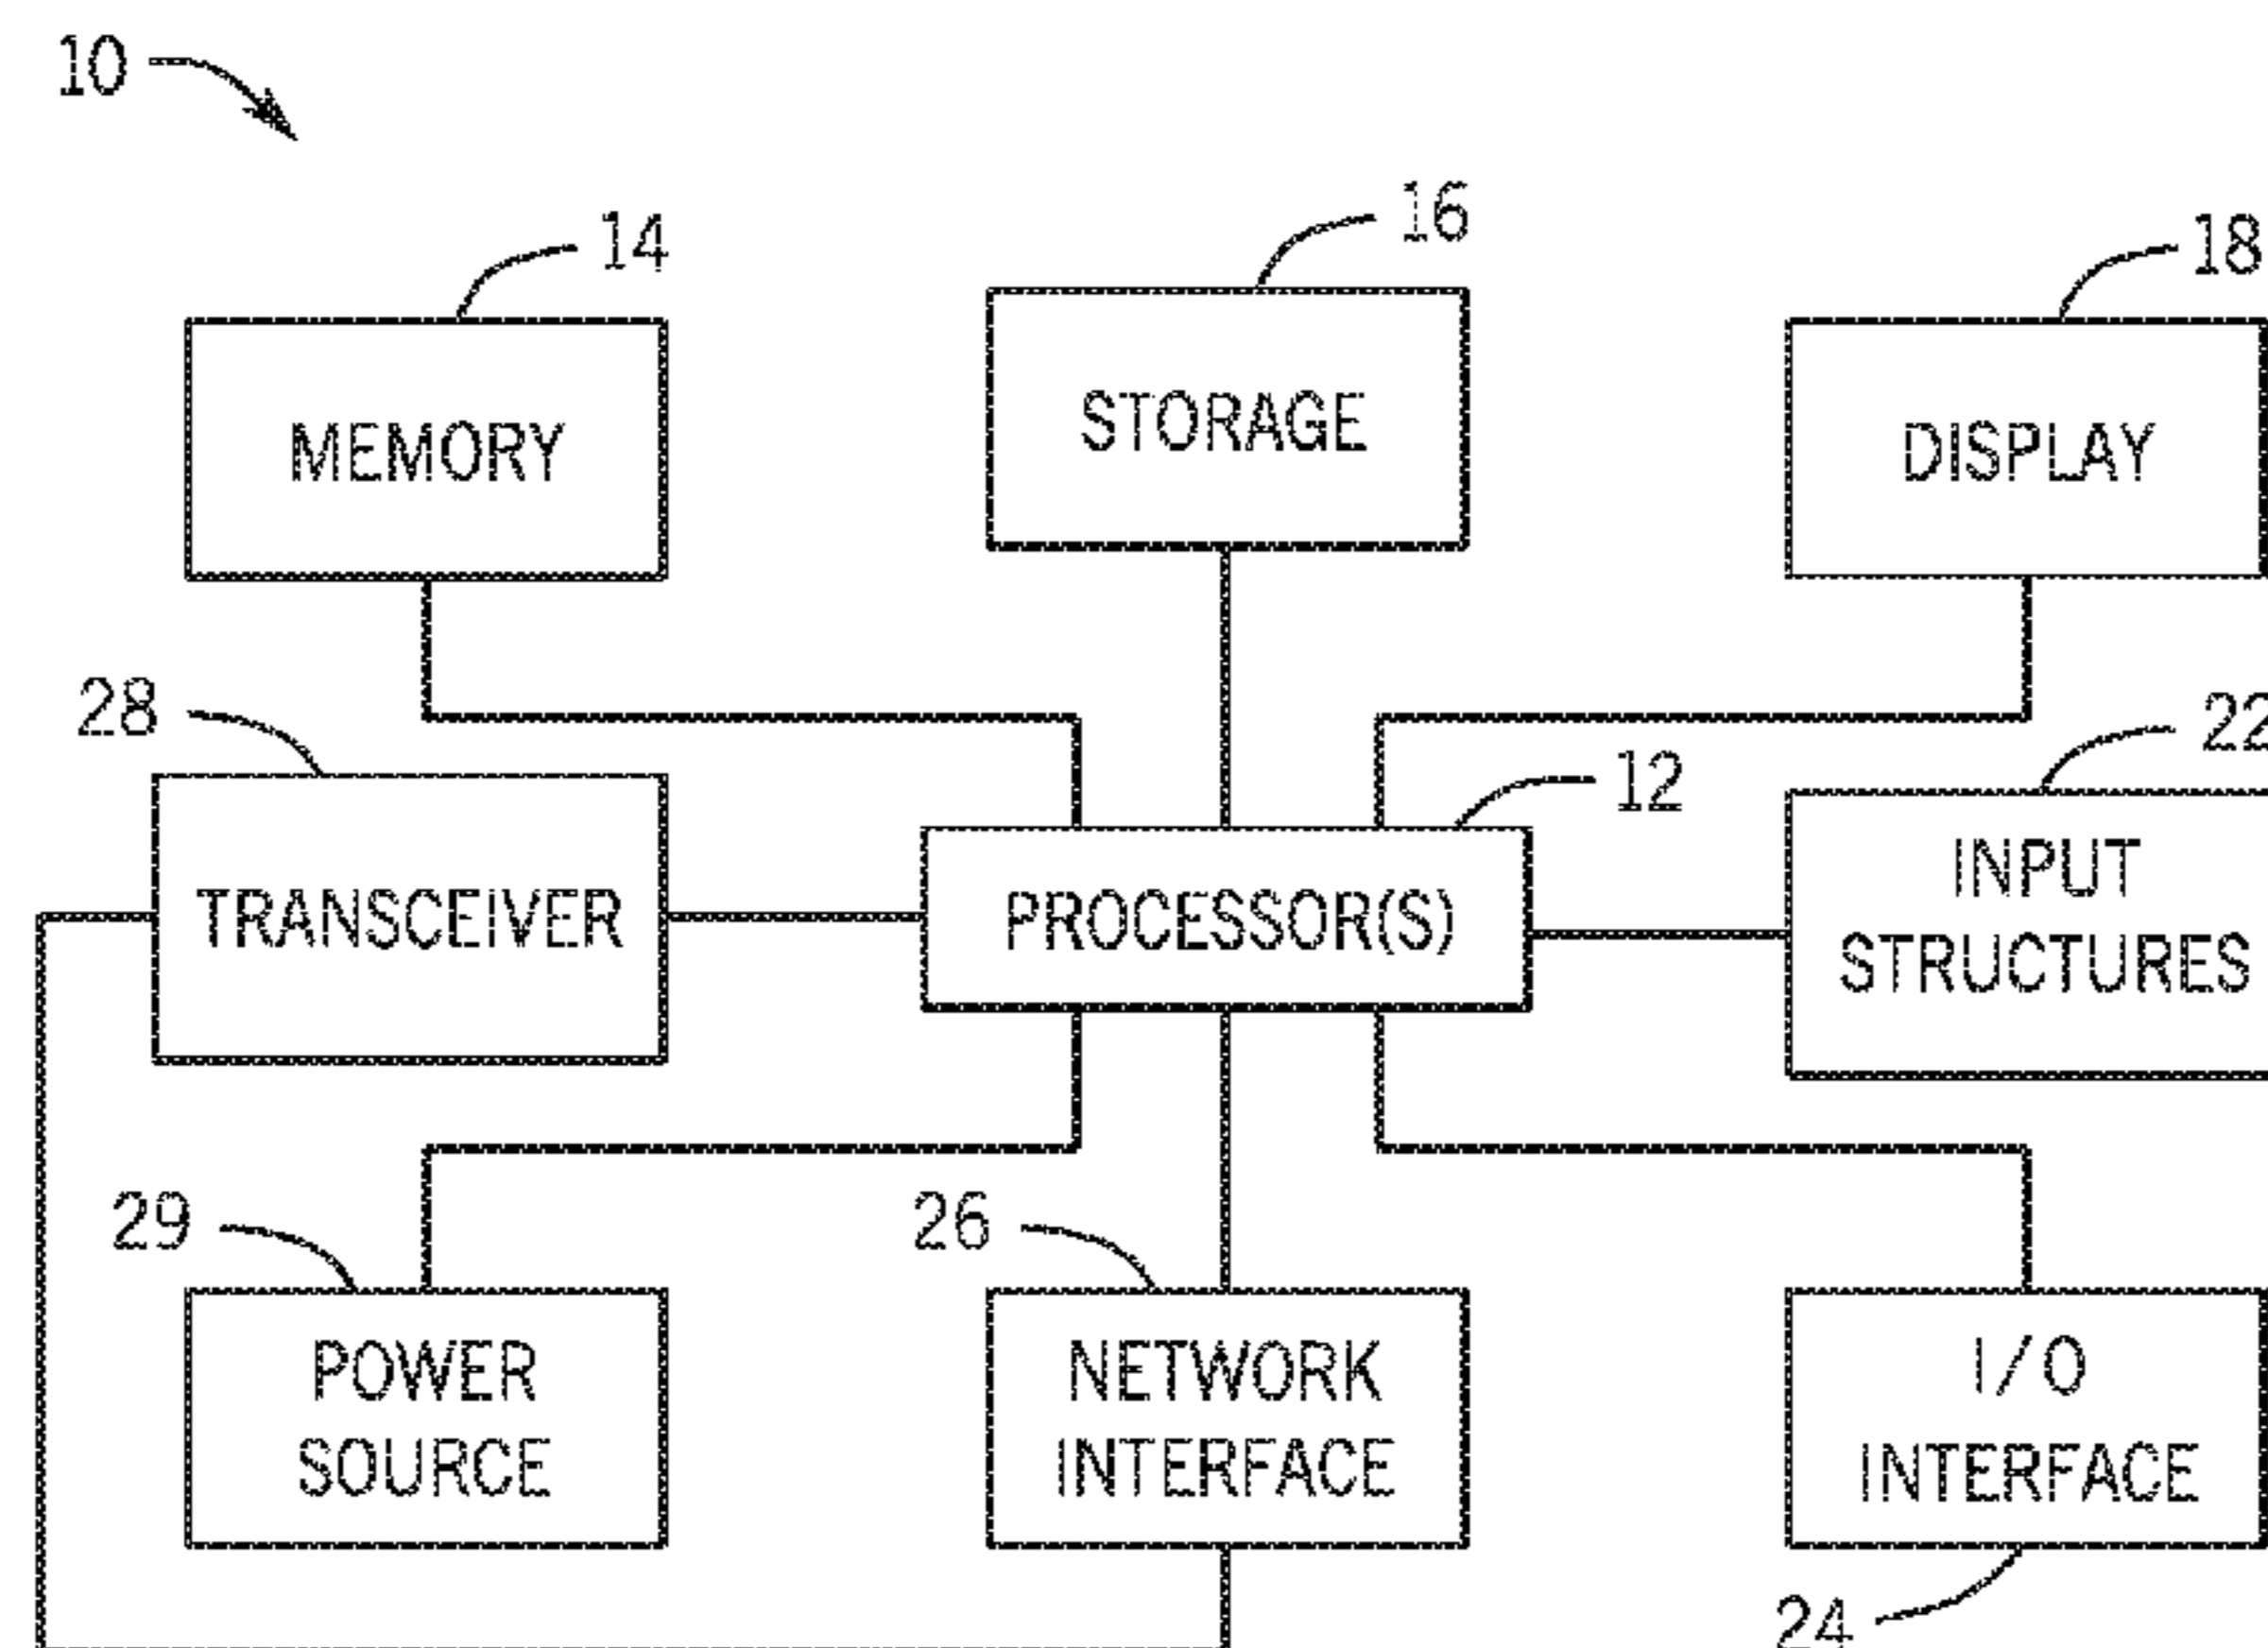 10
14
16
18
MEMORY
STORAGE
DISPLAY
28
22
12
TRANSCEIVER
PROCESSOR(S)
INPUT
STRUCTURES
29
26
POWER
SOURCE
NETWORK
INTERFACE
I/O
INTERFACE
24